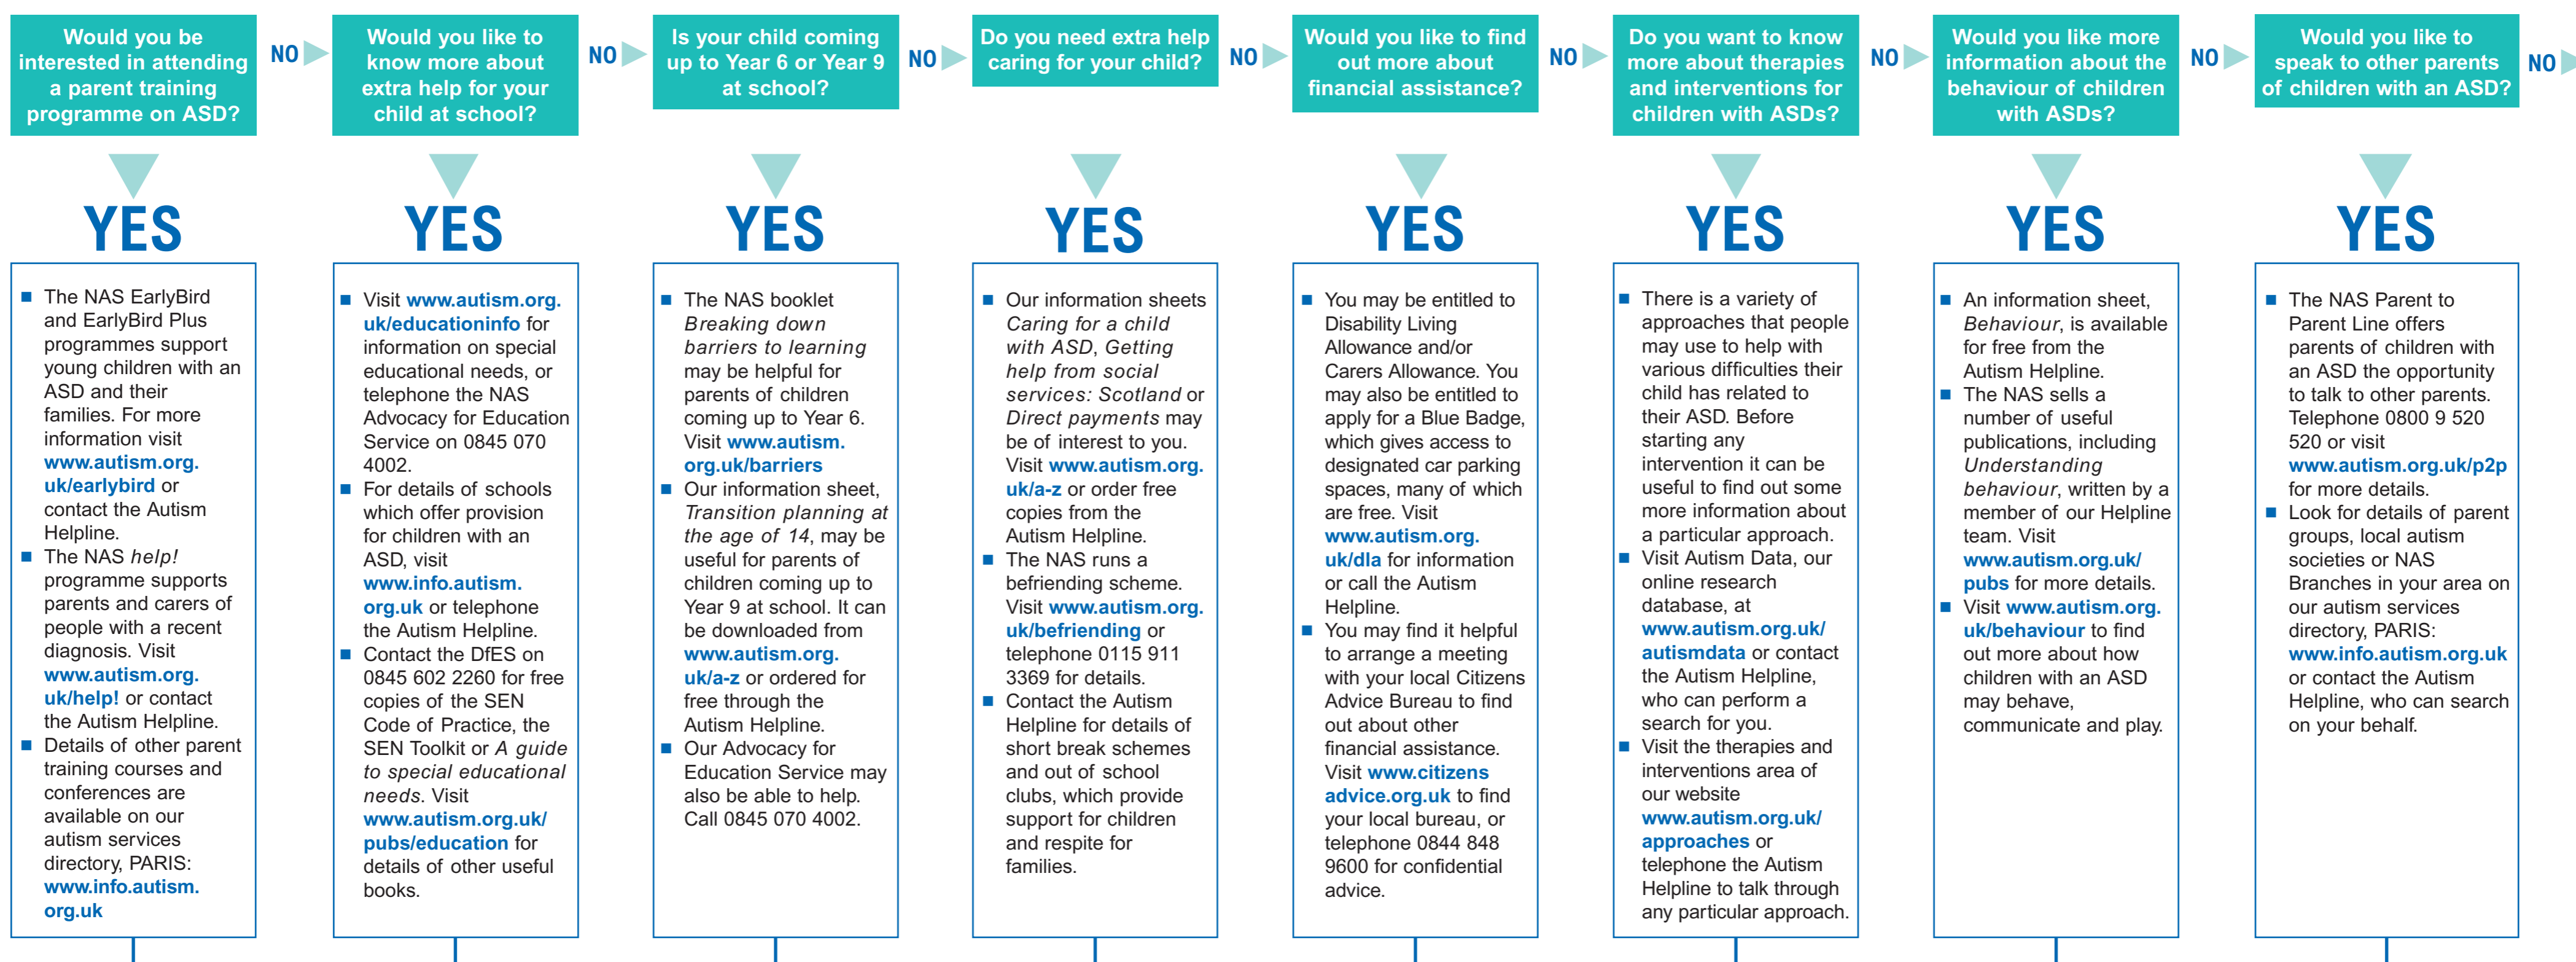 Would you be
interested in attending
a parent training
programme on ASD?
NO
Would you like to
know more about
extra help for your
child at school?
NO
Is your child coming
up to Year 6 or Year 9
at school?
NO
Do you need extra help
caring for your child?
NO
Would you like to find
out more about
financial assistance?
NO
Do you want to know
more about therapies
and interventions for
children with ASDs?
NO
Would you like more
information about the
behaviour of children
with ASDs?
NO
Would you like to
speak to other parents
of children with an ASD?
NO
YES
YES
YES
YES
YES
YES
YES
YES
■ The NAS EarlyBird
and EarlyBird Plus
programmes support
young children with an
ASD and their
families. For more
information visit
www.autism.org.
uk/earlybird or
contact the Autism
Helpline.
■ The NAS help!
programme supports
parents and carers of
people with a recent
diagnosis. Visit
www.autism.org.
uk/help! or contact
the Autism Helpline.
■ Details of other parent
training courses and
conferences are
available on our
autism services
directory, PARIS:
www.info.autism.
org.uk
■ Visit www.autism.org.
uk/educationinfo for
information on special
educational needs, or
telephone the NAS
Advocacy for Education
Service on 0845 070
4002.
■ For details of schools
which offer provision
for children with an
ASD, visit
www.info.autism.
org.uk or telephone
the Autism Helpline.
■ Contact the DfES on
0845 602 2260 for free
copies of the SEN
Code of Practice, the
SEN Toolkit or A guide
to special educational
needs. Visit
www.autism.org.uk/
pubs/education for
details of other useful
books.
■ The NAS booklet
Breaking down
barriers to learning
may be helpful for
parents of children
coming up to Year 6.
Visit www.autism.
org.uk/barriers
■ Our information sheet,
Transition planning at
the age of 14, may be
useful for parents of
children coming up to
Year 9 at school. It can
be downloaded from
www.autism.org.
uk/a-z or ordered for
free through the
Autism Helpline.
■ Our Advocacy for
Education Service may
also be able to help.
Call 0845 070 4002.
■ Our information sheets
Caring for a child
with ASD, Getting
help from social
services: Scotland or
Direct payments may
be of interest to you.
Visit www.autism.org.
uk/a-z or order free
copies from the
Autism Helpline.
■ The NAS runs a
befriending scheme.
Visit www.autism.org.
uk/befriending or
telephone 0115 911
3369 for details.
■ Contact the Autism
Helpline for details of
short break schemes
and out of school
clubs, which provide
support for children
and respite for
families.
■ You may be entitled to
Disability Living
Allowance and/or
Carers Allowance. You
may also be entitled to
apply for a Blue Badge,
which gives access to
designated car parking
spaces, many of which
are free. Visit
www.autism.org.
uk/dla for information
or call the Autism
Helpline.
■ You may find it helpful
to arrange a meeting
with your local Citizens
Advice Bureau to find
out about other
financial assistance.
Visit www.citizens
advice.org.uk to find
your local bureau, or
telephone 0844 848
9600 for confidential
advice.
■ There is a variety of
approaches that people
may use to help with
various difficulties their
child has related to
their ASD. Before
starting any
intervention it can be
useful to find out some
more information about
a particular approach.
■ Visit Autism Data, our
online research
database, at
www.autism.org.uk/
autismdata or contact
the Autism Helpline,
who can perform a
search for you.
■ Visit the therapies and
interventions area of
our website
www.autism.org.uk/
approaches or
telephone the Autism
Helpline to talk through
any particular approach.
■ An information sheet,
Behaviour, is available
for free from the
Autism Helpline.
■ The NAS sells a
number of useful
publications, including
Understanding
behaviour, written by a
member of our Helpline
team. Visit
www.autism.org.uk/
pubs for more details.
■ Visit www.autism.org.
uk/behaviour to find
out more about how
children with an ASD
may behave,
communicate and play.
■ The NAS Parent to
Parent Line offers
parents of children with
an ASD the opportunity
to talk to other parents.
Telephone 0800 9 520
520 or visit
www.autism.org.uk/p2p
for more details.
■ Look for details of parent
groups, local autism
societies or NAS
Branches in your area on
our autism services
directory, PARIS:
www.info.autism.org.uk
or contact the Autism
Helpline, who can search
on your behalf.